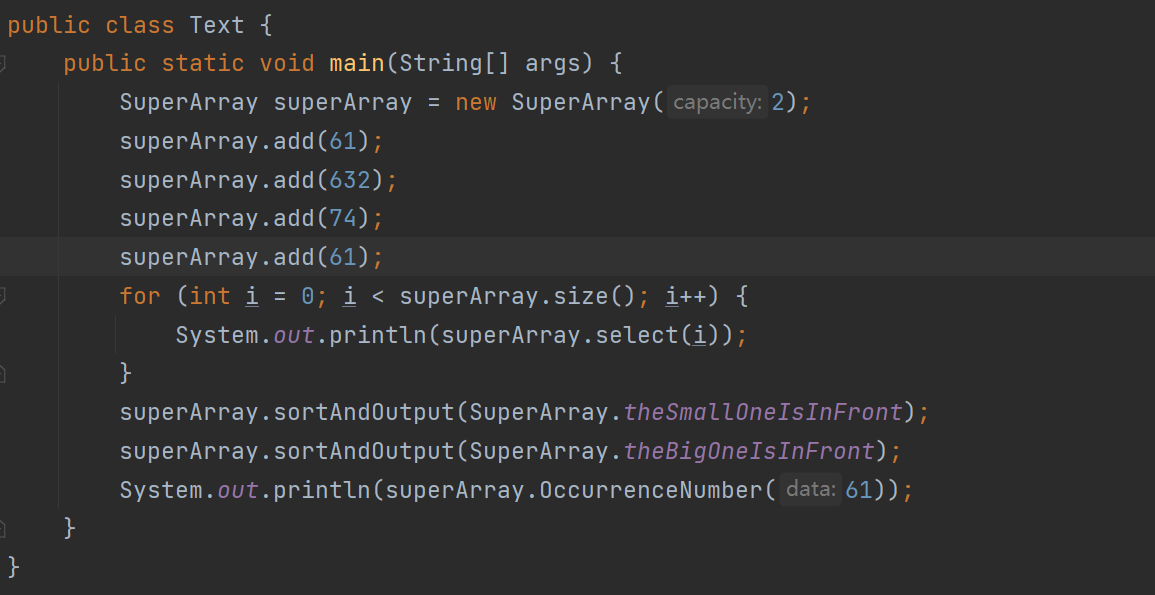 public class Text {
    public static void main(String[] args) {
        SuperArray superArray = new SuperArray( capacity: 2);
        superArray.add(61);
        superArray.add(632);
        superArray.add(74);
        superArray.add(61);
        for (int i = 0; i < superArray.size(); i++) {
            System.out.println(superArray.select(i));
        }
        superArray.sortAndOutput(SuperArray.theSmallOneIsInFront);
        superArray.sortAndOutput(SuperArray.theBigOneIsInFront);
        System.out.println(superArray.OccurrenceNumber( data: 61));
    }
}